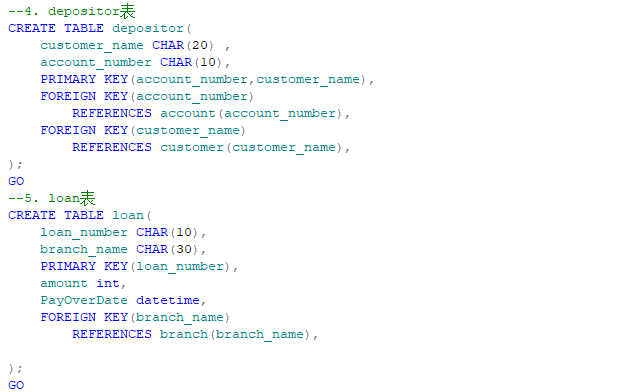 --4. depositor表
CREATE TABLE depositor(
    customer_name CHAR(20) ,
    account_number CHAR(10),
    PRIMARY KEY(account_number,customer_name),
    FOREIGN KEY(account_number)
        REFERENCES account(account_number),
    FOREIGN KEY(customer_name)
        REFERENCES customer(customer_name),
);
GO
--5. loan表
CREATE TABLE loan(
    loan_number CHAR(10),
    branch_name CHAR(30),
    PRIMARY KEY(loan_number),
    amount int,
    PayOverDate datetime,
    FOREIGN KEY(branch_name)
        REFERENCES branch(branch_name),
);
GO